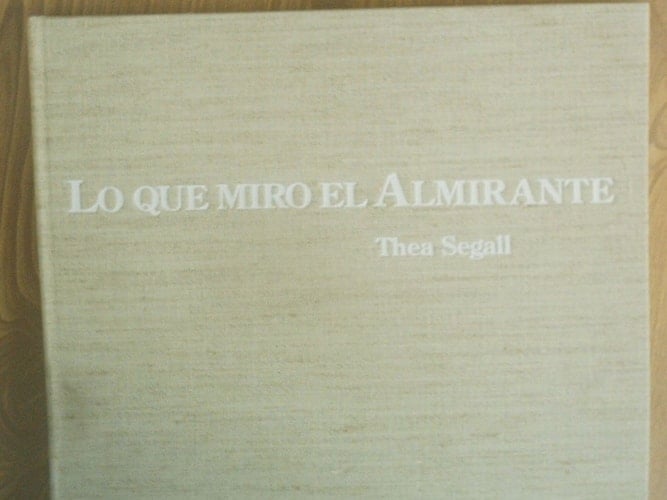 LO QUE MIRO EL ALMIRANTE
Thea Segall